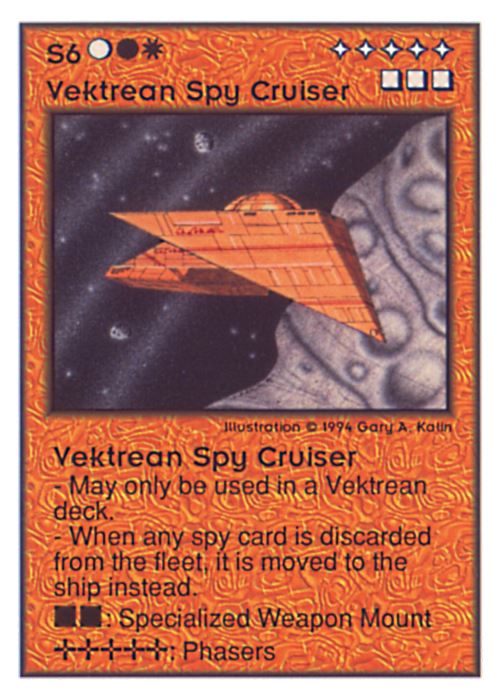 S6
Vektrean Spy Cruiser
Illustration © 1994 Gary A. Kalin
Vektrean Spy Cruiser
- May only be used in a Vektrean
deck.
- When any spy card is discarded
from the fleet, it is moved to the
ship instead.
: Specialized Weapon Mount
: Phasers